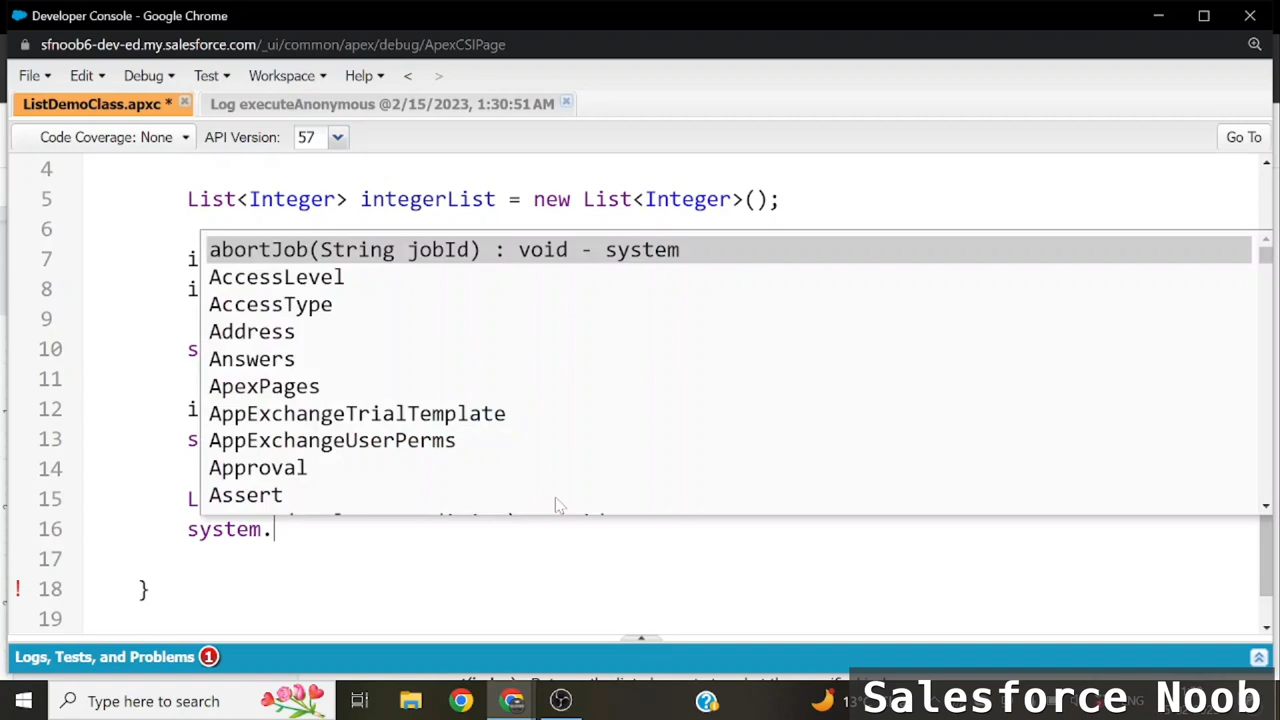 Developer Console - Google Chrome
sfnoob6-dev-ed.my.salesforce.com/_ui/common/apex/debug/ApexCSIPage
File Edit Debug Test Workspace Help < >
ListDemoClass.apxc * Log executeAnonymous @2/15/2023, 1:30:51 AM
Code Coverage: None API Version: 57 Go To
4
5 List<Integer> integerList = new List<Integer>();
6
abortJob(String jobId) : void - system
7 i
AccessLevel
8 i
AccessType
9
Address
10 s
Answers
11
ApexPages
12 i
AppExchangeTrialTemplate
13 s
AppExchangeUserPerms
14
Approval
15 L
Assert
16 system.
17
! 18 }
19
Logs, Tests, and Problems 1
Type here to search
13°
ENG
Salesforce Noob